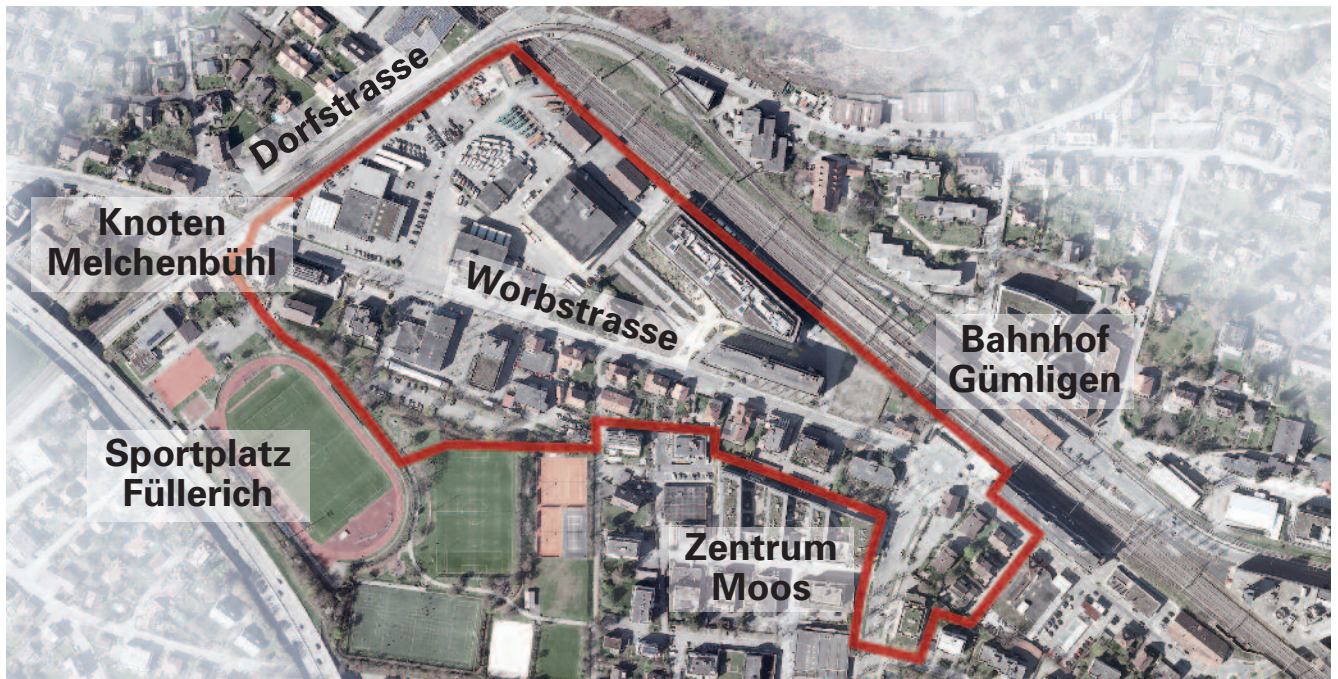 Dorfstrasse
Knoten
Melchenbühl
Worbstrasse
Bahnhof
Gümligen
Sportplatz
Füllerich
Zentrum
Moos